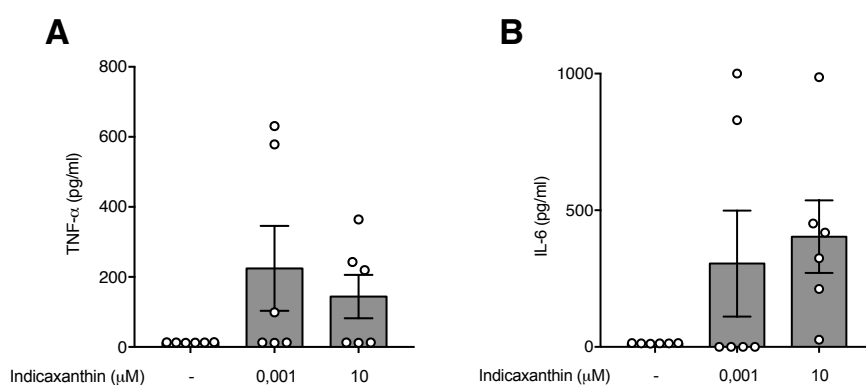 A
B
800
600
400
200
0
TNF-α (pg/ml)
1000
500
0
IL-6 (pg/ml)
Indicaxanthin (μM) - 0,001 10
Indicaxanthin (μM) - 0,001 10